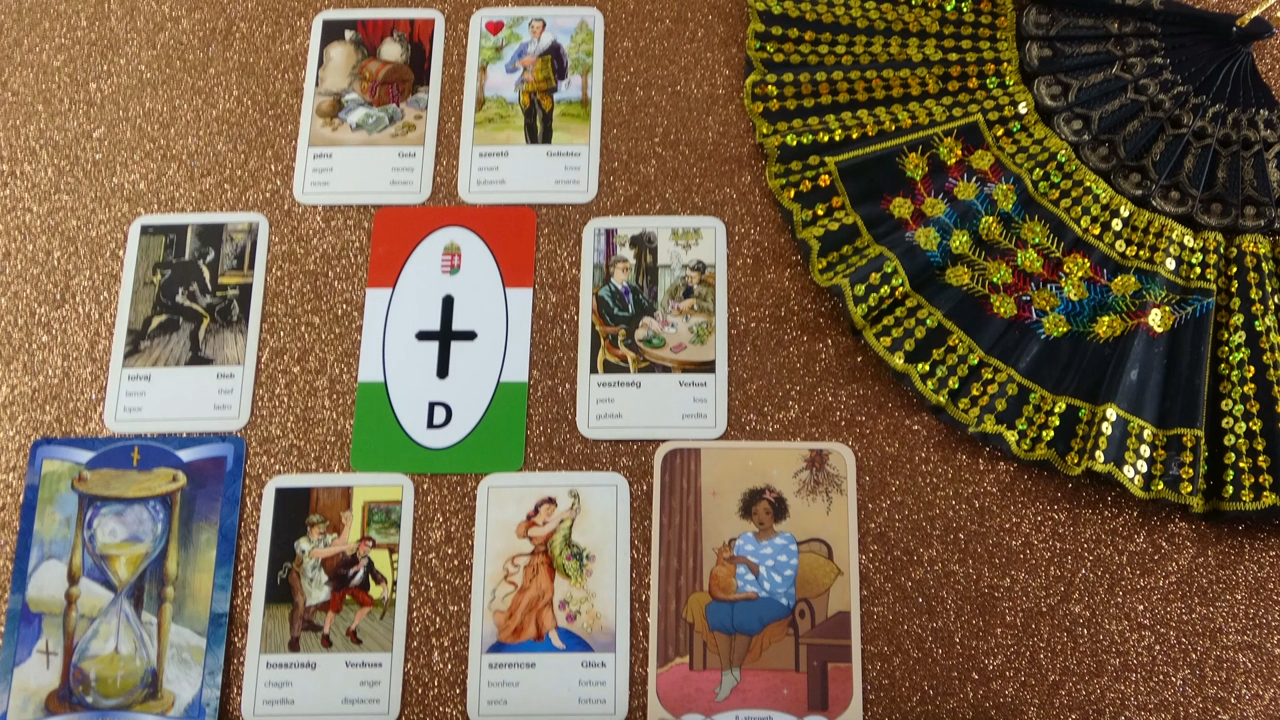 pénz Geld
argent money
novac denaro
szerető Geliebter
amant lover
ljubavnik amante
tolvaj Dieb
larron thief
lopov ladro
D
veszteség Verlust
perte loss
gubitak perdita
bosszúság Verdruss
chagrin anger
neprilika dispiacere
szerencse Glück
bonheur fortune
sreća fortuna
8 · strength